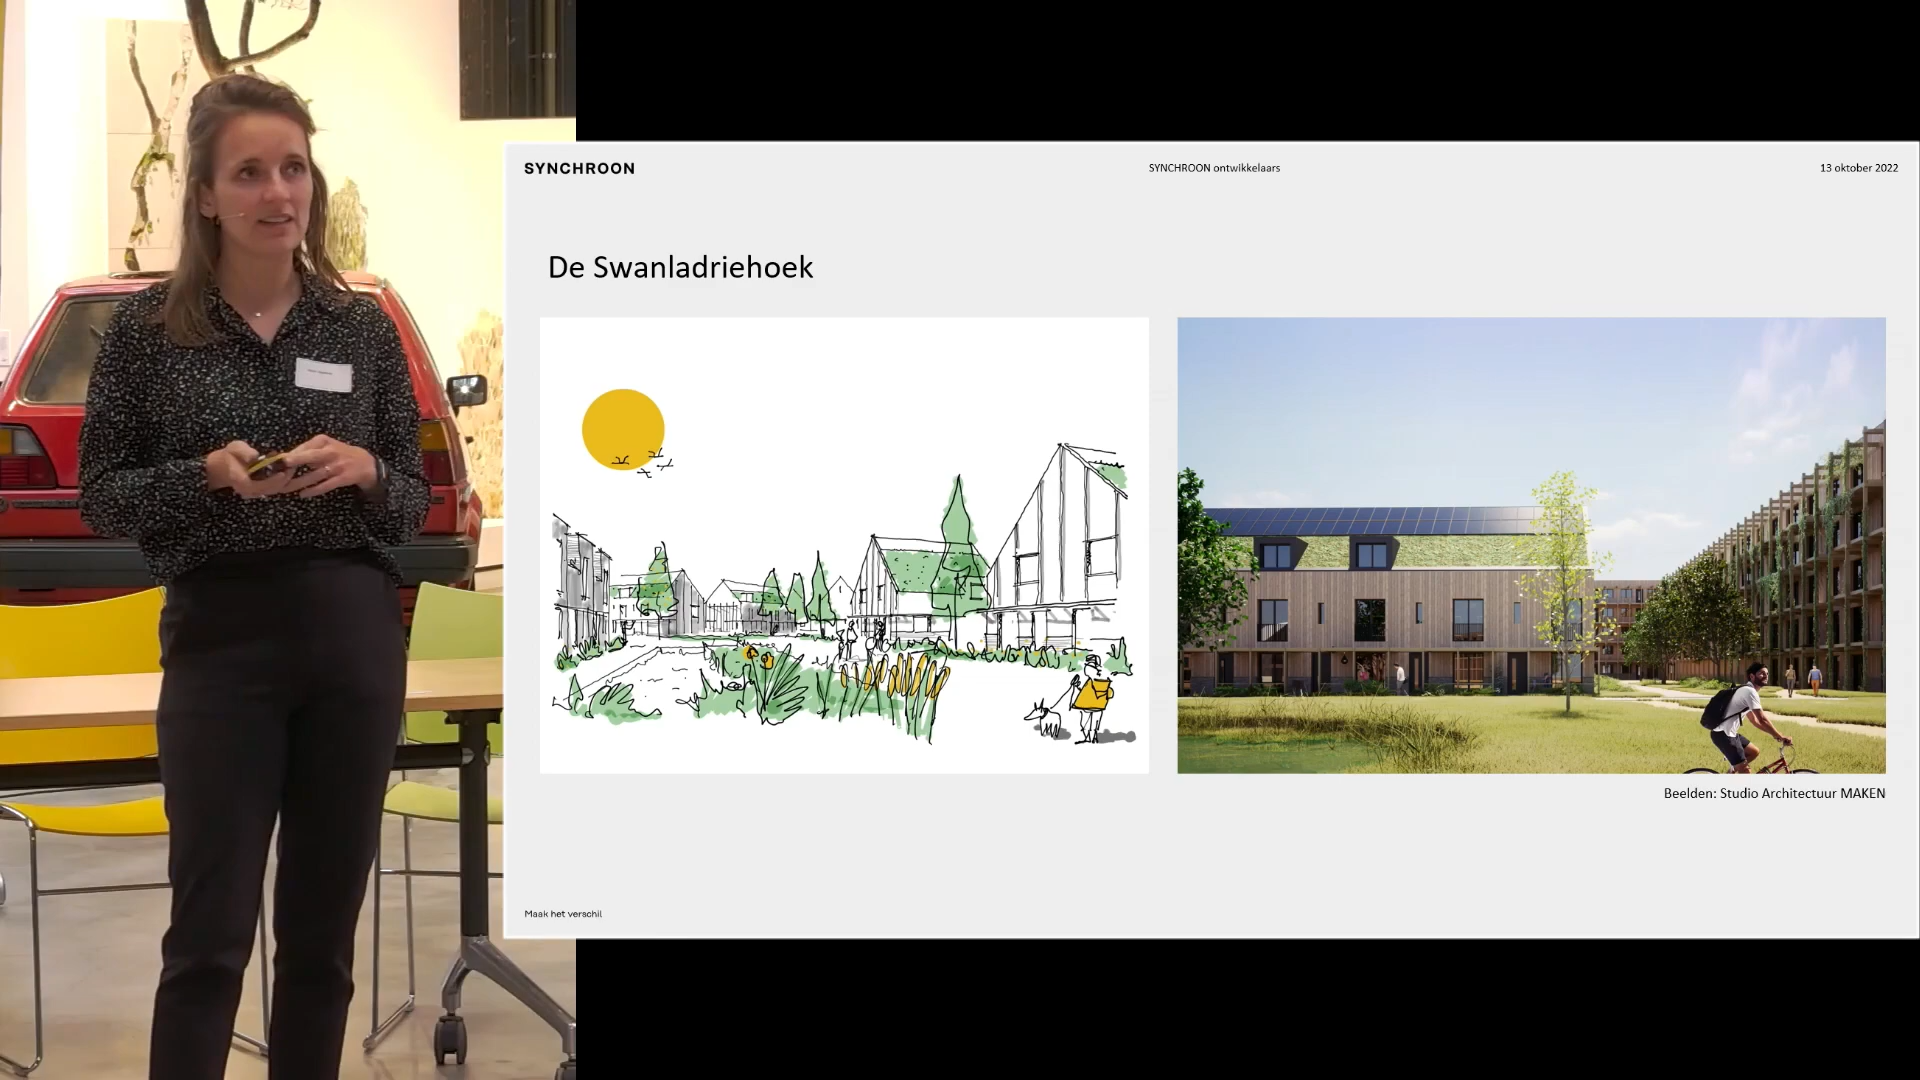 SYNCHROON
SYNCHROON ontwikkelaars
13 oktober 2022
De Swanladriehoek
Beelden: Studio Architectuur MAKEN
Maak het verschil